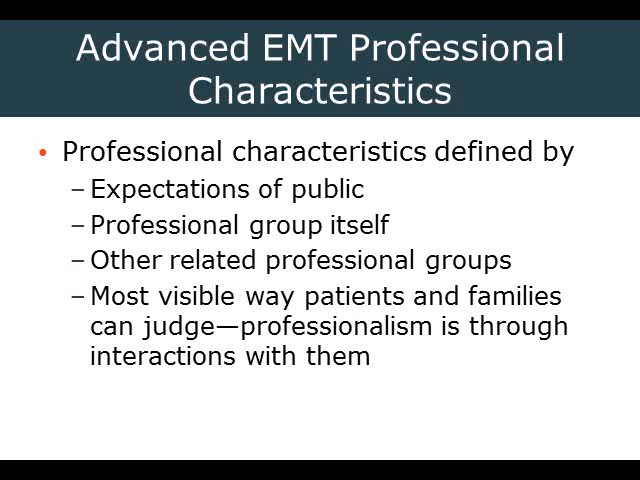 Advanced EMT Professional
Characteristics
• Professional characteristics defined by
– Expectations of public
– Professional group itself
– Other related professional groups
– Most visible way patients and families
can judge—professionalism is through
interactions with them